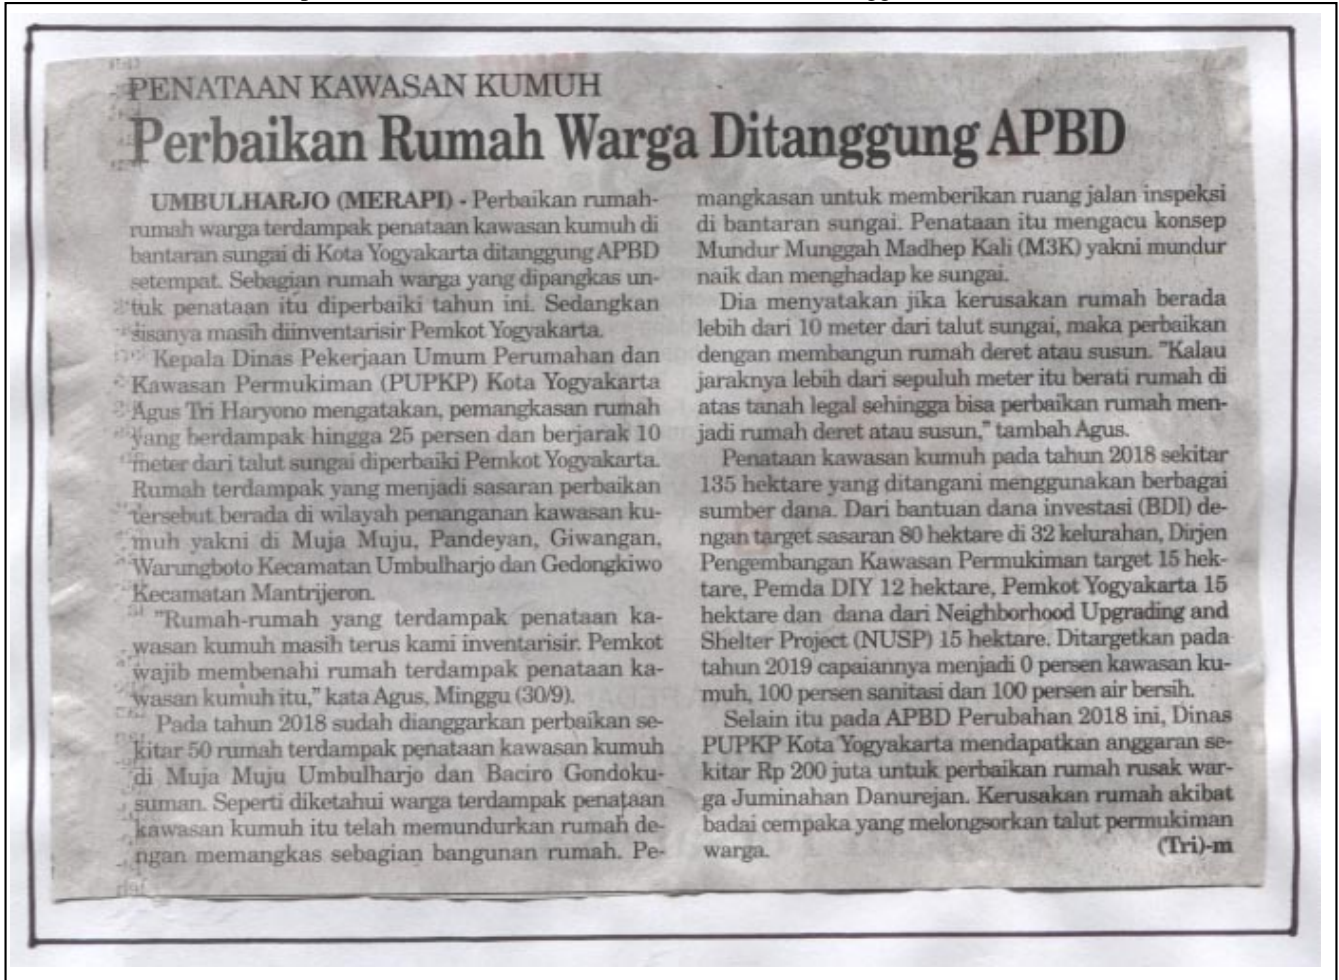 PENATAAN KAWASAN KUMUH
Perbaikan Rumah Warga Ditanggung APBD
UMBULHARJO (MERAPI) - Perbaikan rumah-
rumah warga terdampak penataan kawasan kumuh di
bantaran sungai di Kota Yogyakarta ditanggung APBD
setempat. Sebagian rumah warga yang dipangkas un-
tuk penataan itu diperbaiki tahun ini. Sedangkan
sisanya masih diinventarisir Pemkot Yogyakarta.
Kepala Dinas Pekerjaan Umum Perumahan dan
Kawasan Permukiman (PUPKP) Kota Yogyakarta
Agus Tri Haryono mengatakan, pemangkasan rumah
yang berdampak hingga 25 persen dan berjarak 10
meter dari talut sungai diperbaiki Pemkot Yogyakarta.
Rumah terdampak yang menjadi sasaran perbaikan
tersebut berada di wilayah penanganan kawasan ku-
muh yakni di Muja Muju, Pandeyan, Giwangan,
Warungboto Kecamatan Umbulharjo dan Gedongkiwo
Kecamatan Mantrijeron.
"Rumah-rumah yang terdampak penataan ka-
wasan kumuh masih terus kami inventarisir. Pemkot
wajib membenahi rumah terdampak penataan ka-
wasan kumuh itu," kata Agus, Minggu (30/9).
Pada tahun 2018 sudah dianggarkan perbaikan se-
kitar 50 rumah terdampak penataan kawasan kumuh
di Muja Muju Umbulharjo dan Baciro Gondoku-
suman. Seperti diketahui warga terdampak penataan
kawasan kumuh itu telah memundurkan rumah de-
ngan memangkas sebagian bangunan rumah. Pe-
mangkasan untuk memberikan ruang jalan inspeksi
di bantaran sungai. Penataan itu mengacu konsep
Mundur Munggah Madhep Kali (M3K) yakni mundur
naik dan menghadap ke sungai.
Dia menyatakan jika kerusakan rumah berada
lebih dari 10 meter dari talut sungai, maka perbaikan
dengan membangun rumah deret atau susun. "Kalau
jaraknya lebih dari sepuluh meter itu berati rumah di
atas tanah legal sehingga bisa perbaikan rumah men-
jadi rumah deret atau susun," tambah Agus.
Penataan kawasan kumuh pada tahun 2018 sekitar
135 hektare yang ditangani menggunakan berbagai
sumber dana. Dari bantuan dana investasi (BDI) de-
ngan target sasaran 80 hektare di 32 kelurahan, Dirjen
Pengembangan Kawasan Permukiman target 15 hek-
tare, Pemda DIY 12 hektare, Pemkot Yogyakarta 15
hektare dan dana dari Neighborhood Upgrading and
Shelter Project (NUSP) 15 hektare. Ditargetkan pada
tahun 2019 capaiannya menjadi 0 persen kawasan ku-
muh, 100 persen sanitasi dan 100 persen air bersih.
Selain itu pada APBD Perubahan 2018 ini, Dinas
PUPKP Kota Yogyakarta mendapatkan anggaran se-
kitar Rp 200 juta untuk perbaikan rumah rusak war-
ga Juminahan Danurejan. Kerusakan rumah akibat
badai cempaka yang melongsorkan talut permukiman
warga. (Tri)-m